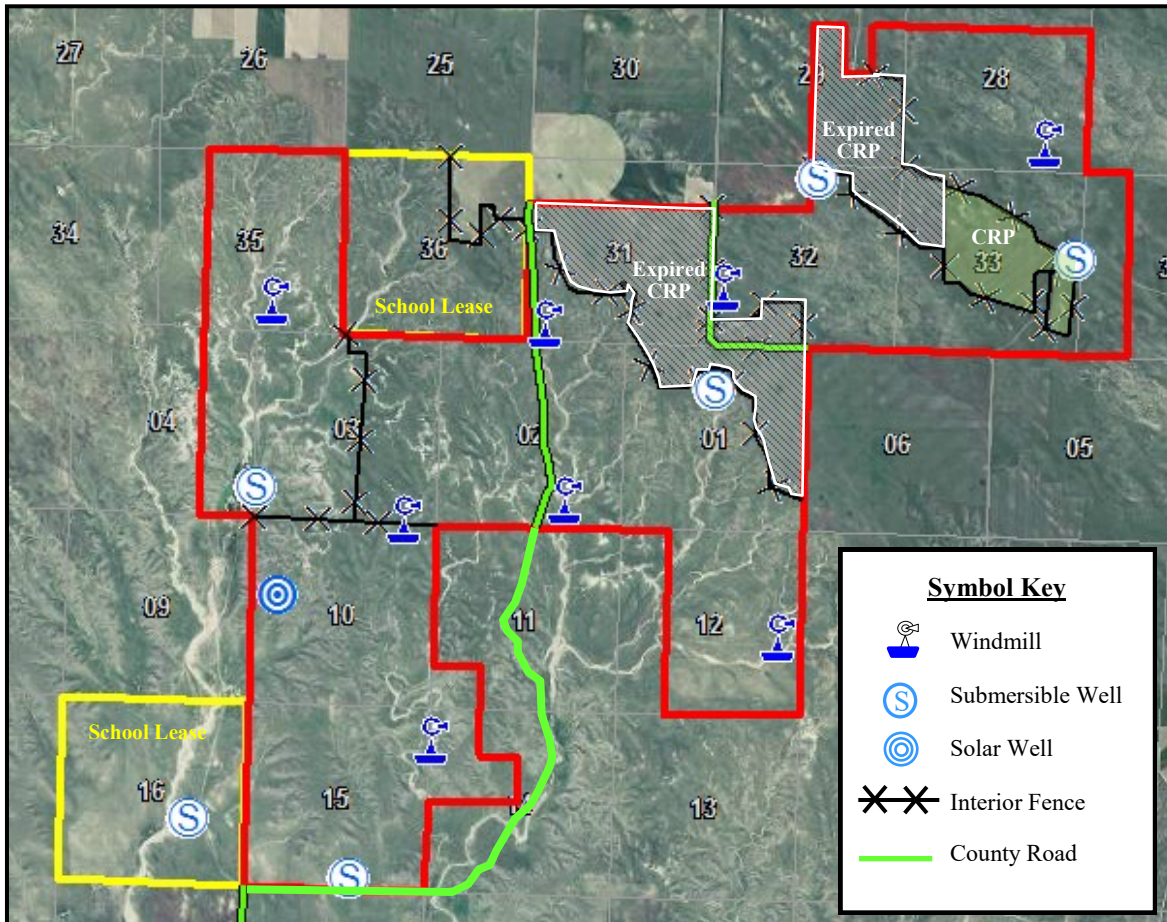 27
26
25
30
29
28
Expired
CRP
S
34
35
36
31
32
CRP
33
S
Expired
CRP
School Lease
S
04
03
02
01
06
05
S
09
10
11
12
School Lease
16
15
13
S
S
Symbol Key
Windmill
S Submersible Well
Solar Well
Interior Fence
County Road